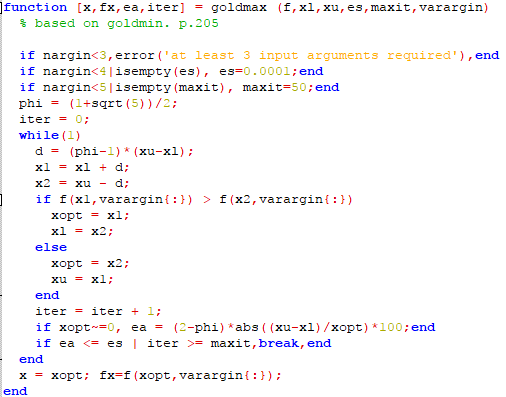 function [x,fx,ea,iter] = goldmax (f,xl,xu,es,maxit,varargin)
% based on goldmin. p.205
if nargin<3,error('at least 3 input arguments required'),end
if nargin<4|isempty(es), es=0.0001;end
if nargin<5|isempty(maxit), maxit=50;end
phi = (1+sqrt(5))/2;
iter = 0;
while(1)
d = (phi-1)*(xu-xl);
x1 = xl + d;
x2 = xu - d;
if f(x1,varargin{:}) > f(x2,varargin{:})
xopt = x1;
xl = x2;
else
xopt = x2;
xu = x1;
end
iter = iter + 1;
if xopt~=0, ea = (2-phi)*abs((xu-xl)/xopt)*100;end
if ea <= es | iter >= maxit,break,end
end
x = xopt; fx=f(xopt,varargin{:});
end